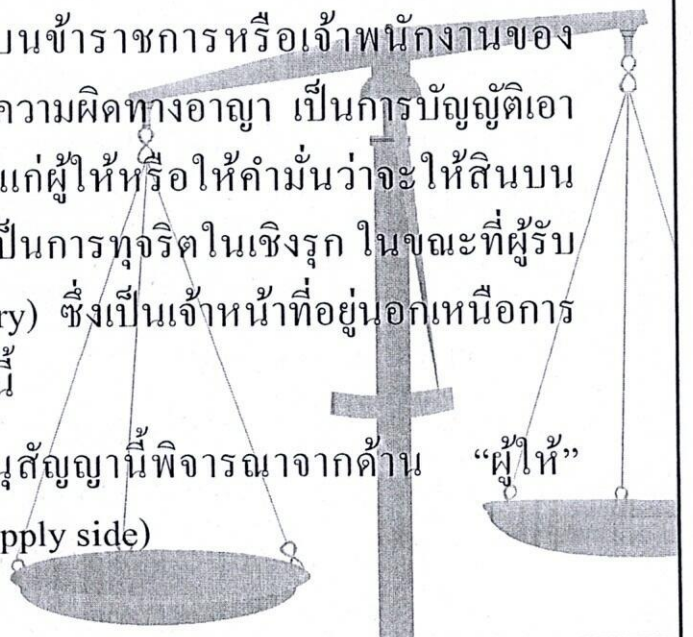 บนข้าราชการหรือเจ้าพนักงานของ
ความผิดทางอาญา เป็นการบัญญัติเอา
แก่ผู้ให้หรือให้คำมั่นว่าจะให้สินบน
ป็นการทุจริตในเชิงรุก ในขณะที่ผู้รับ
ry) ซึ่งเป็นเจ้าหน้าที่อยู่นอกเหนือการ
นี้
นุสัญญานี้พิจารณาจากด้าน “ผู้ให้”
pply side)